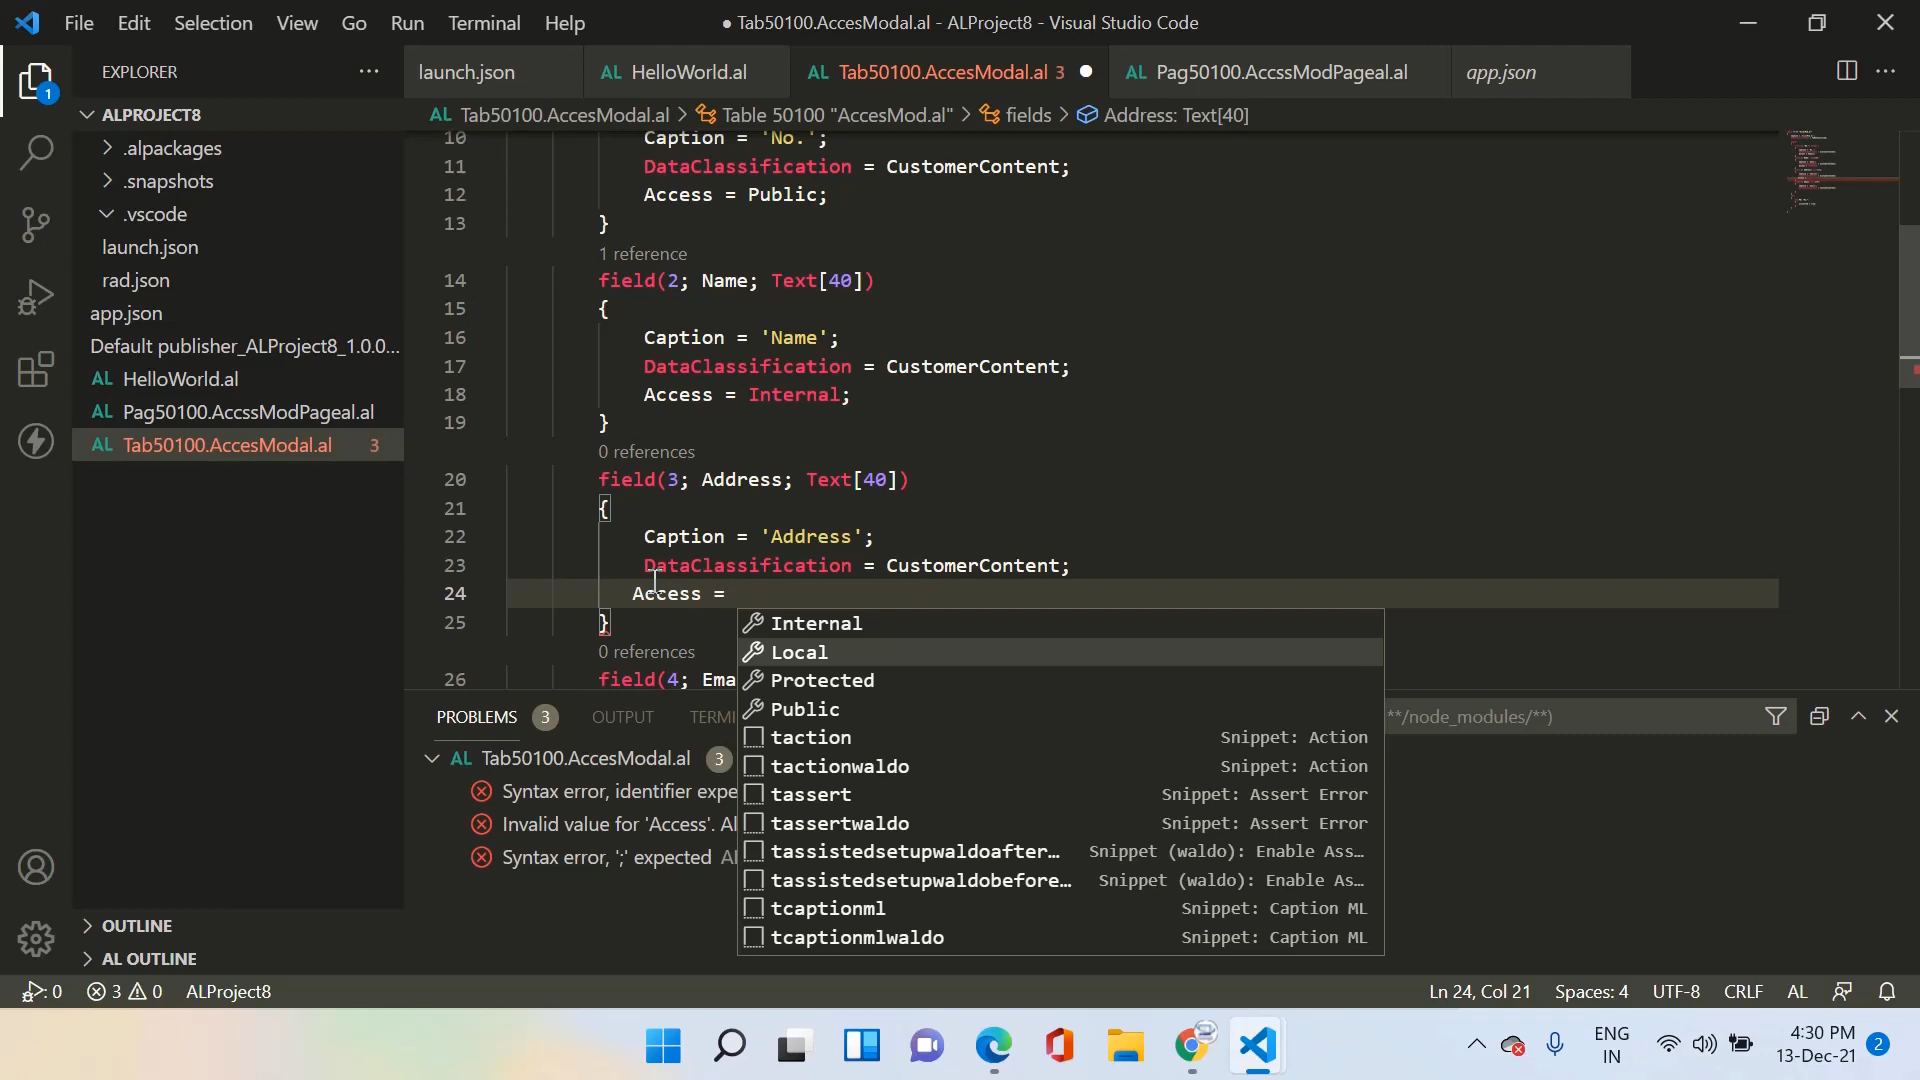 File Edit Selection View Go Run Terminal Help
● Tab50100.AccesModal.al - ALProject8 - Visual Studio Code
EXPLORER
launch.json
AL HelloWorld.al
AL Tab50100.AccesModal.al 3 ●
AL Pag50100.AccssModPageal.al
app.json
AL Tab50100.AccesModal.al > Table 50100 "AccesMod.al" > fields > Address: Text[40]
1
ALPROJECT8
.alpackages
.snapshots
.vscode
launch.json
rad.json
app.json
Default publisher_ALProject8_1.0.0...
AL HelloWorld.al
AL Pag50100.AccssModPageal.al
AL Tab50100.AccesModal.al 3
OUTLINE
AL OUTLINE
10 Caption = 'No.';
11 DataClassification = CustomerContent;
12 Access = Public;
13 }
1 reference
14 field(2; Name; Text[40])
15 {
16 Caption = 'Name';
17 DataClassification = CustomerContent;
18 Access = Internal;
19 }
0 references
20 field(3; Address; Text[40])
21 {
22 Caption = 'Address';
23 DataClassification = CustomerContent;
24 Access =
25 }
0 references
26 field(4; Ema
Internal
Local
Protected
Public
taction Snippet: Action
tactionwaldo Snippet: Action
tassert Snippet: Assert Error
tassertwaldo Snippet: Assert Error
tassistedsetupwaldoafter... Snippet (waldo): Enable Ass...
tassistedsetupwaldobefore... Snippet (waldo): Enable As...
tcaptionml Snippet: Caption ML
tcaptionmlwaldo Snippet: Caption ML
PROBLEMS 3 OUTPUT TERMI
**/node_modules/**)
AL Tab50100.AccesModal.al 3
Syntax error, identifier expe
Invalid value for 'Access'. Al
Syntax error, ';' expected Al
: 0 3 0 ALProject8
Ln 24, Col 21 Spaces: 4 UTF-8 CRLF AL
ENG
IN
4:30 PM
13-Dec-21
2